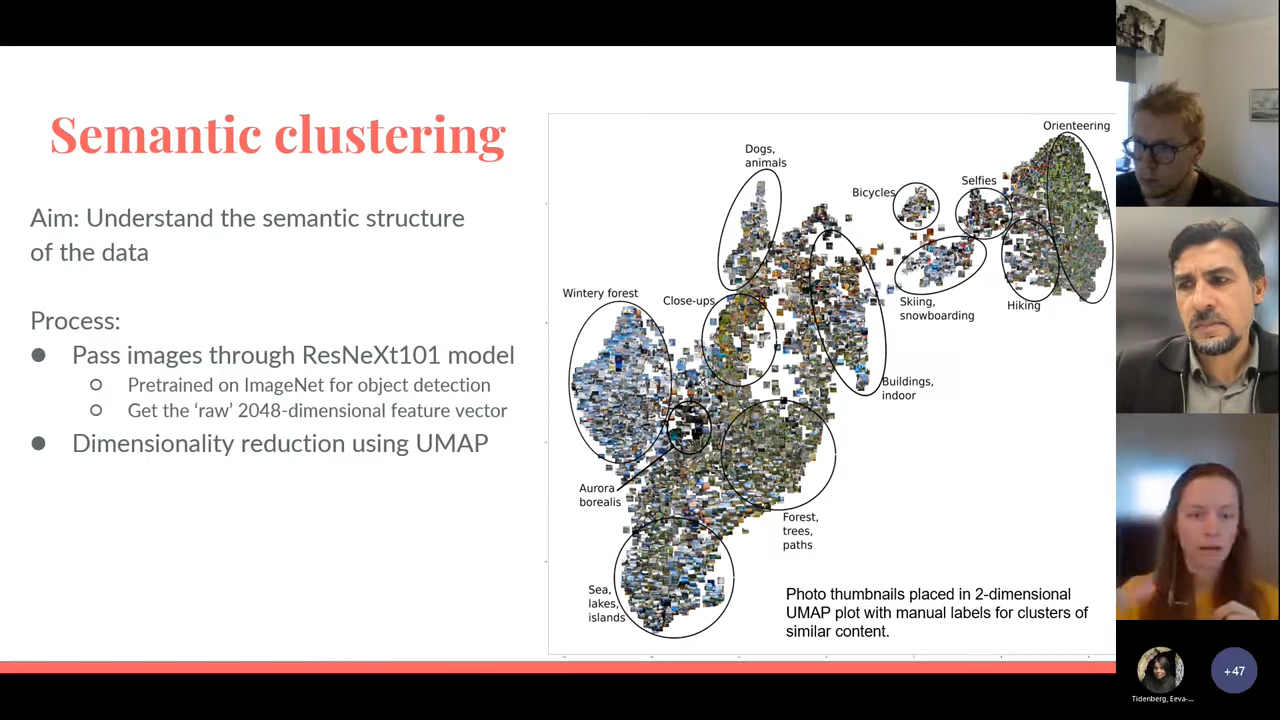 Semantic clustering
Aim: Understand the semantic structure
of the data
Process:
● Pass images through ResNeXt101 model
○ Pretrained on ImageNet for object detection
○ Get the ‘raw’ 2048-dimensional feature vector
● Dimensionality reduction using UMAP
Orienteering
Dogs,
animals
Bicycles
Selfies
Wintery forest
Close-ups
Skiing,
snowboarding
Hiking
Buildings,
indoor
Aurora
borealis
Forest,
trees,
paths
Sea,
lakes,
islands
Photo thumbnails placed in 2-dimensional
UMAP plot with manual labels for clusters of
similar content.
Tidenberg, Eeva-...
+47